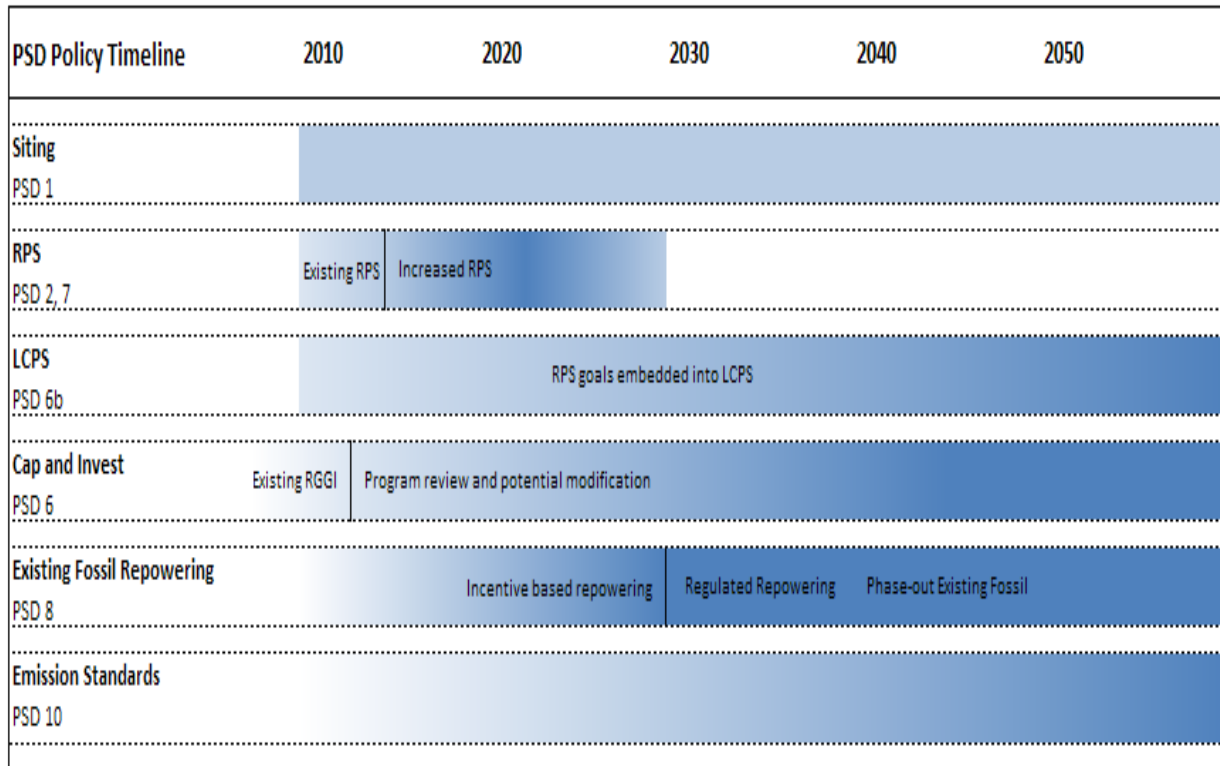 PSD Policy Timeline 2010 2020 2030 2040 2050
Siting
PSD 1
RPS
PSD 2, 7
Existing RPS
Increased RPS
LCPS
PSD 6b
RPS goals embedded into LCPS
Cap and Invest
PSD 6
Existing RGGI
Program review and potential modification
Existing Fossil Repowering
PSD 8
Incentive based repowering
Regulated Repowering
Phase-out Existing Fossil
Emission Standards
PSD 10